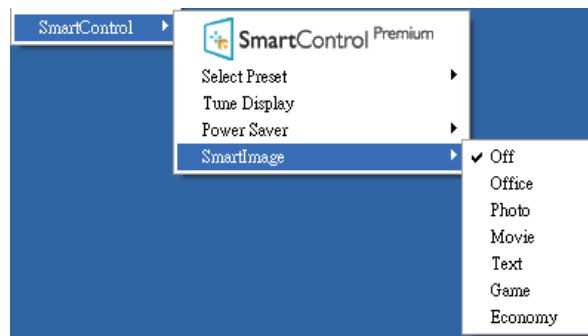 SmartControl
SmartControl Premium
Select Preset
Tune Display
Power Saver
SmartImage
Off
Office
Photo
Movie
Text
Game
Economy